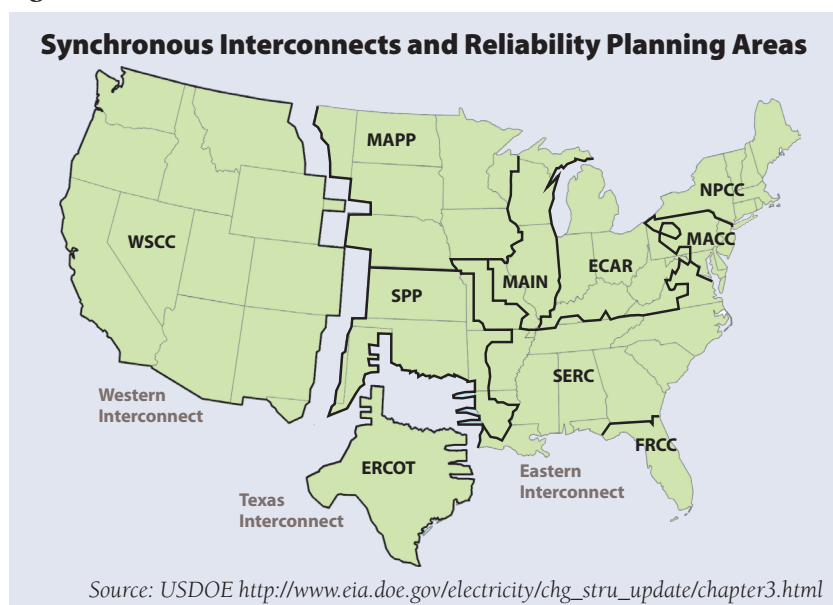 Synchronous Interconnects and Reliability Planning Areas
MAPP
NPCC
WSCC
MACC
ECAR
SPP
MAIN
SERC
Western
Interconnect
FRCC
ERCOT
Eastern
Interconnect
Texas
Interconnect
Source: USDOE http://www.eia.doe.gov/electricity/chg_stru_update/chapter3.html